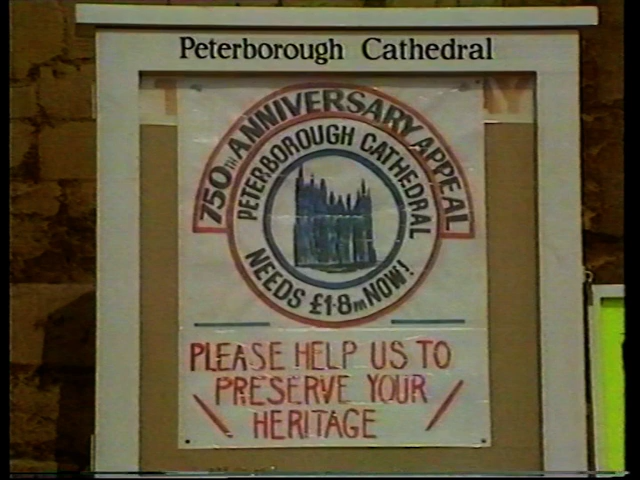 Peterborough Cathedral
750TH ANNIVERSARY APPEAL
PETERBOROUGH CATHEDRAL
NEEDS £1·8m NOW!
PLEASE HELP US TO
PRESERVE YOUR
HERITAGE